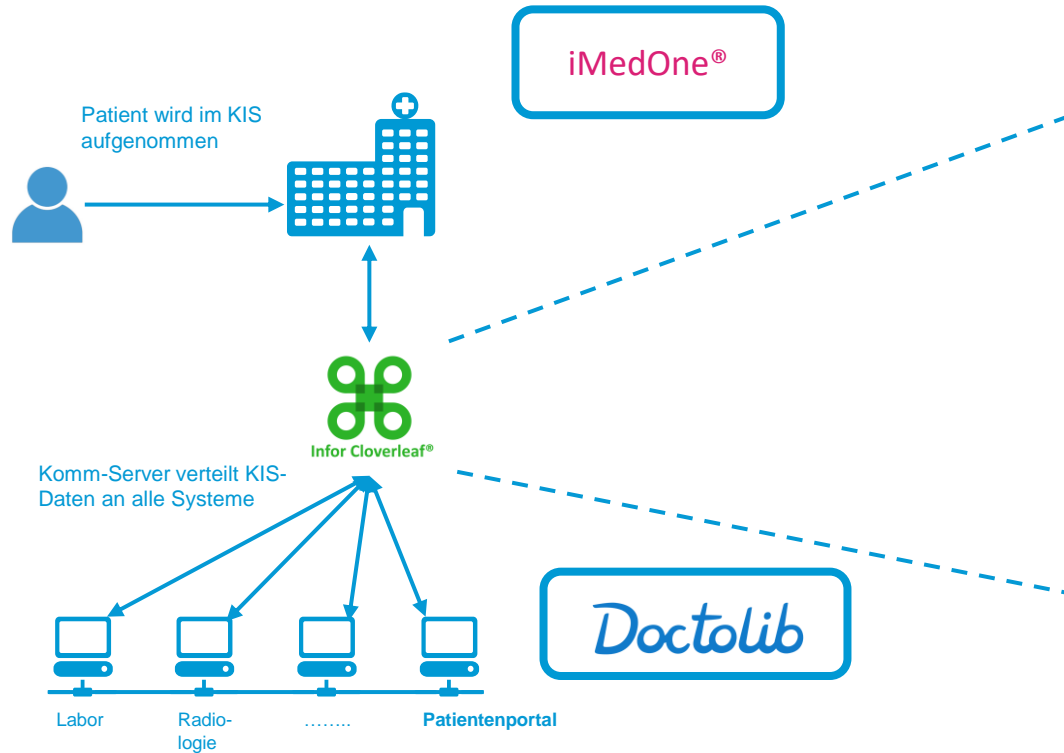 iMedOne®
Patient wird im KIS
aufgenommen
Infor Cloverleaf®
Komm-Server verteilt KIS-
Daten an alle Systeme
Doctolib
Labor
Radio-
logie
……..
Patientenportal